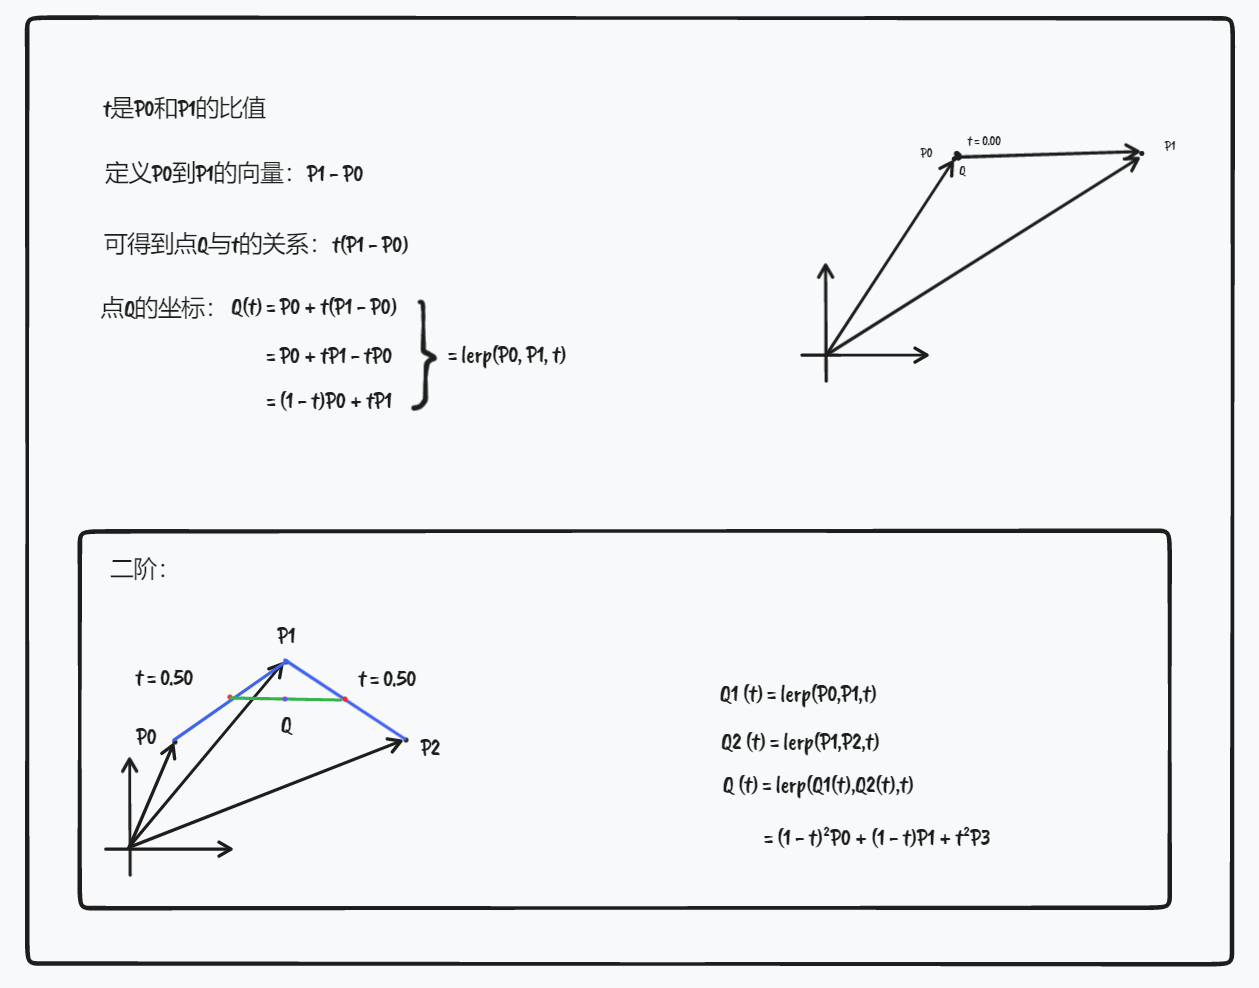 t是P0和P1的比值
定义P0到P1的向量：P1 - P0
可得到点Q与t的关系：t(P1 - P0)
点Q的坐标：Q(t) = P0 + t(P1 - P0)
= P0 + tP1 - tP0
= (1 - t)P0 + tP1
= lerp(P0, P1, t)
P0
t = 0.00
Q
P1
二阶：
P1
t = 0.50
t = 0.50
P0
Q
P2
Q1 (t) = lerp(P0,P1,t)
Q2 (t) = lerp(P1,P2,t)
Q (t) = lerp(Q1(t),Q2(t),t)
= (1 - t)²P0 + (1 - t)P1 + t²P3